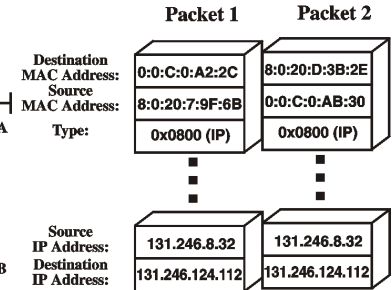 Packet 1 Packet 2
Destination
MAC Address: 0:0:C:0:A2:2C 8:0:20:D:3B:2E
Source
MAC Address: 8:0:20:7:9F:6B 0:0:C:0:AB:30
A Type: 0x0800 (IP) 0x0800 (IP)
Source
IP Address: 131.246.8.32 131.246.8.32
B Destination
IP Address: 131.246.124.112 131.246.124.112